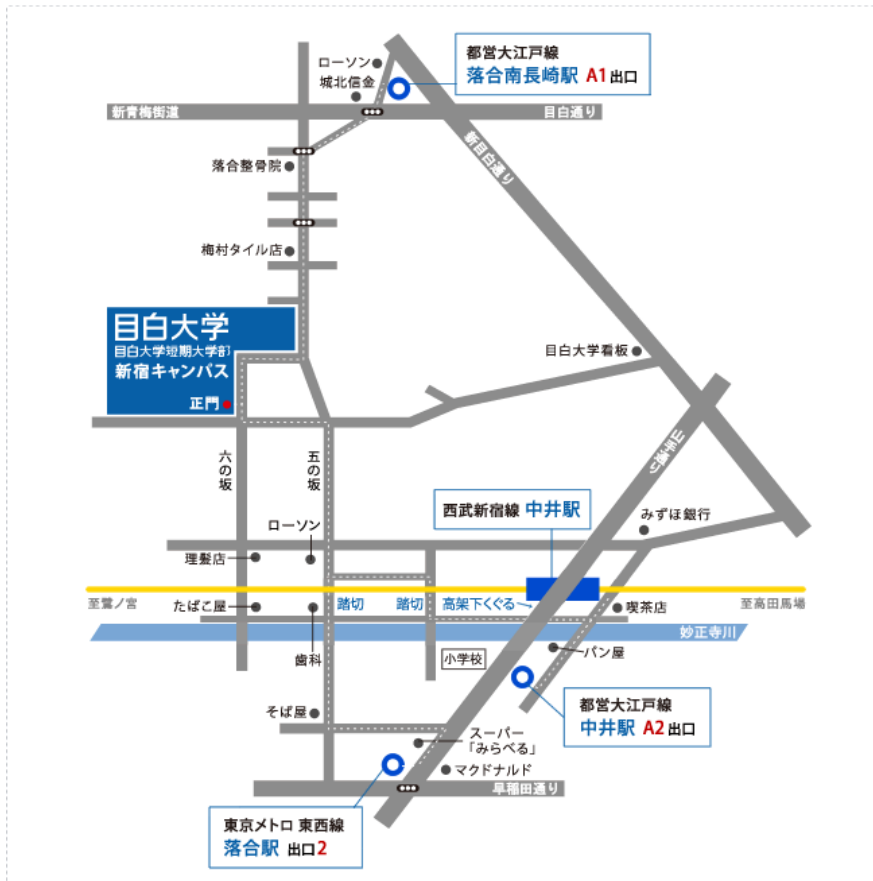 都営大江戸線
落合南長崎駅 A1 出口
ローソン
城北信金
新青梅街道
目白通り
新目白通り
落合整骨院
梅村タイル店
目白大学
目白大学短期大学部
新宿キャンパス
正門
目白大学看板
山手通り
六の坂
五の坂
西武新宿線 中井駅
みずほ銀行
ローソン
理髪店
至鷺ノ宮
たばこ屋
踏切
踏切
高架下くぐる
喫茶店
至高田馬場
妙正寺川
歯科
小学校
パン屋
都営大江戸線
中井駅 A2 出口
そば屋
スーパー
「みらべる」
マクドナルド
早稲田通り
東京メトロ 東西線
落合駅 出口2